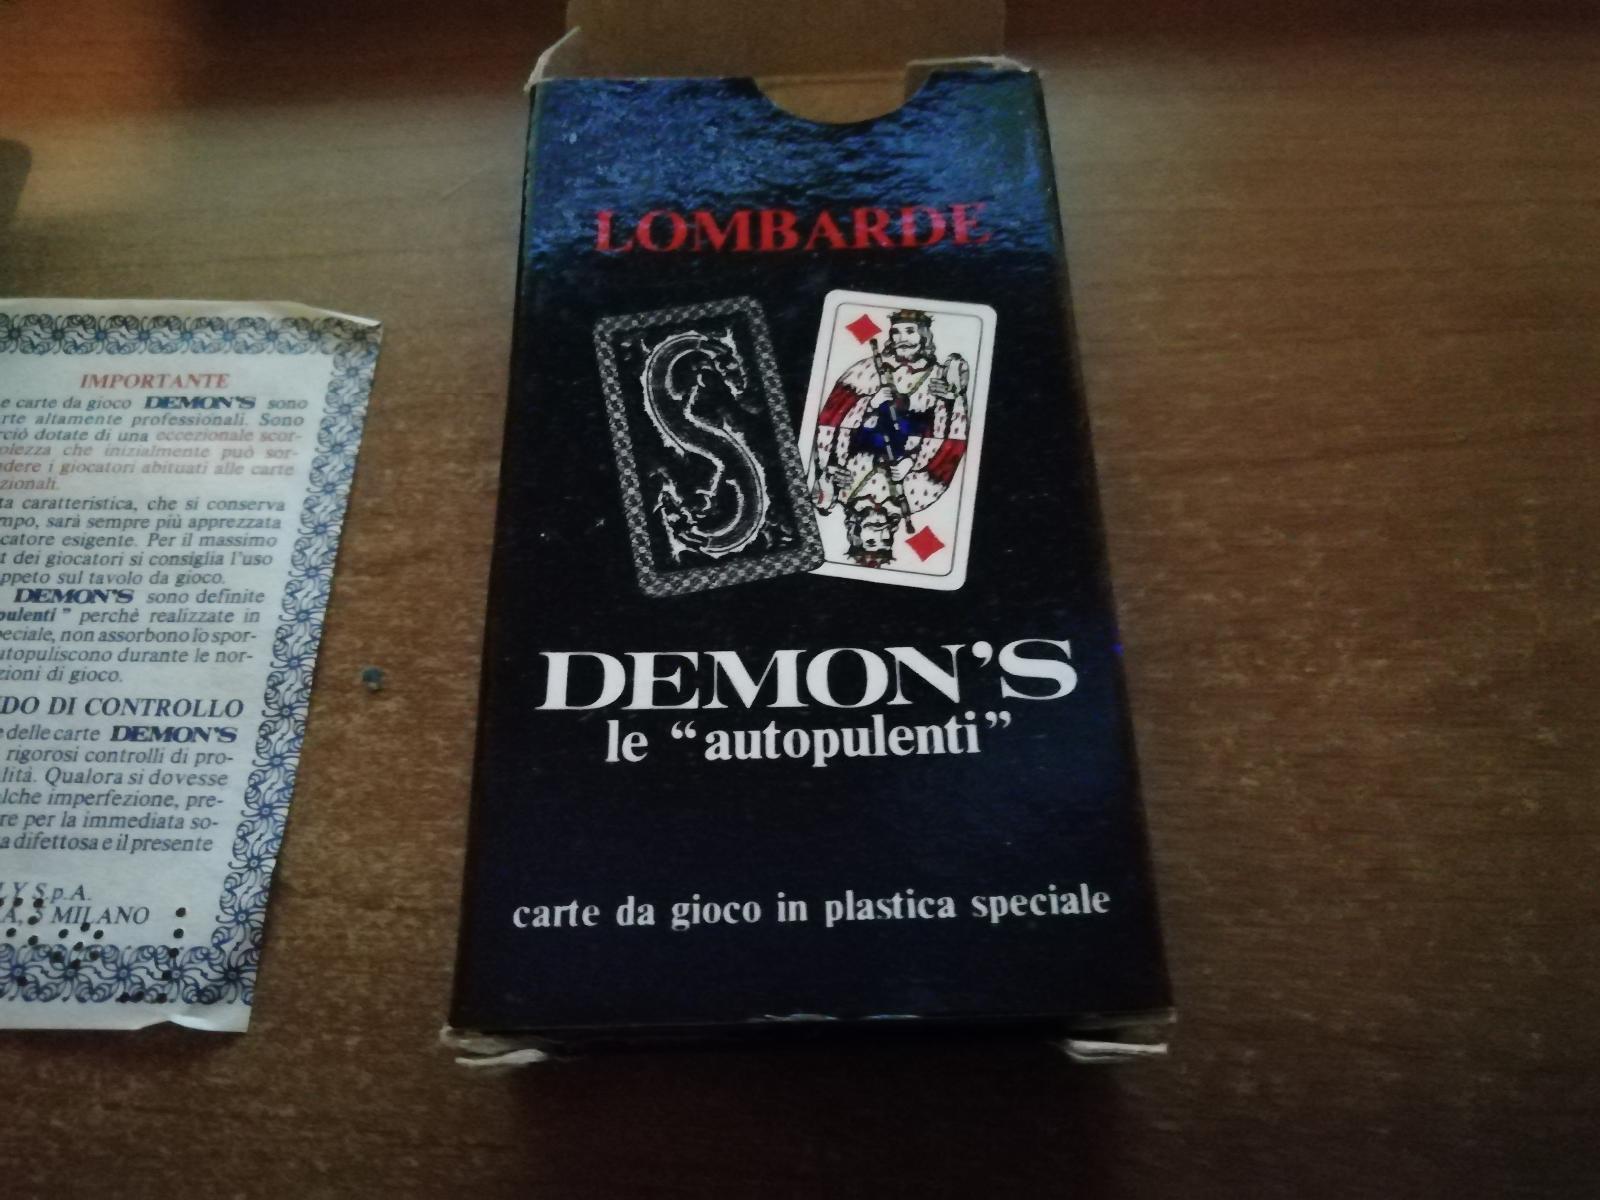 LOMBARDE
DEMON'S
le “autopulenti”
carte da gioco in plastica speciale
IMPORTANTE
e carte da gioco DEMON'S sono
rte altamente professionali. Sono
rciò dotate di una eccezionale scor-
olezza che inizialmente può sor-
ndere i giocatori abituati alle carte
zionali.
ta caratteristica, che si conserva
mpo, sarà sempre più apprezzata
catore esigente. Per il massimo
t dei giocatori si consiglia l'uso
ppeto sul tavolo da gioco.
DEMON'S sono definite
pulenti” perchè realizzate in
peciale, non assorbono lo spor-
utopuliscono durante le nor-
zioni di gioco.
DO DI CONTROLLO
e delle carte DEMON'S
rigorosi controlli di pro-
lità. Qualora si dovesse
lche imperfezione, pre-
re per la immediata so-
a difettosa e il presente
LY S.p.A.
A, 5 MILANO